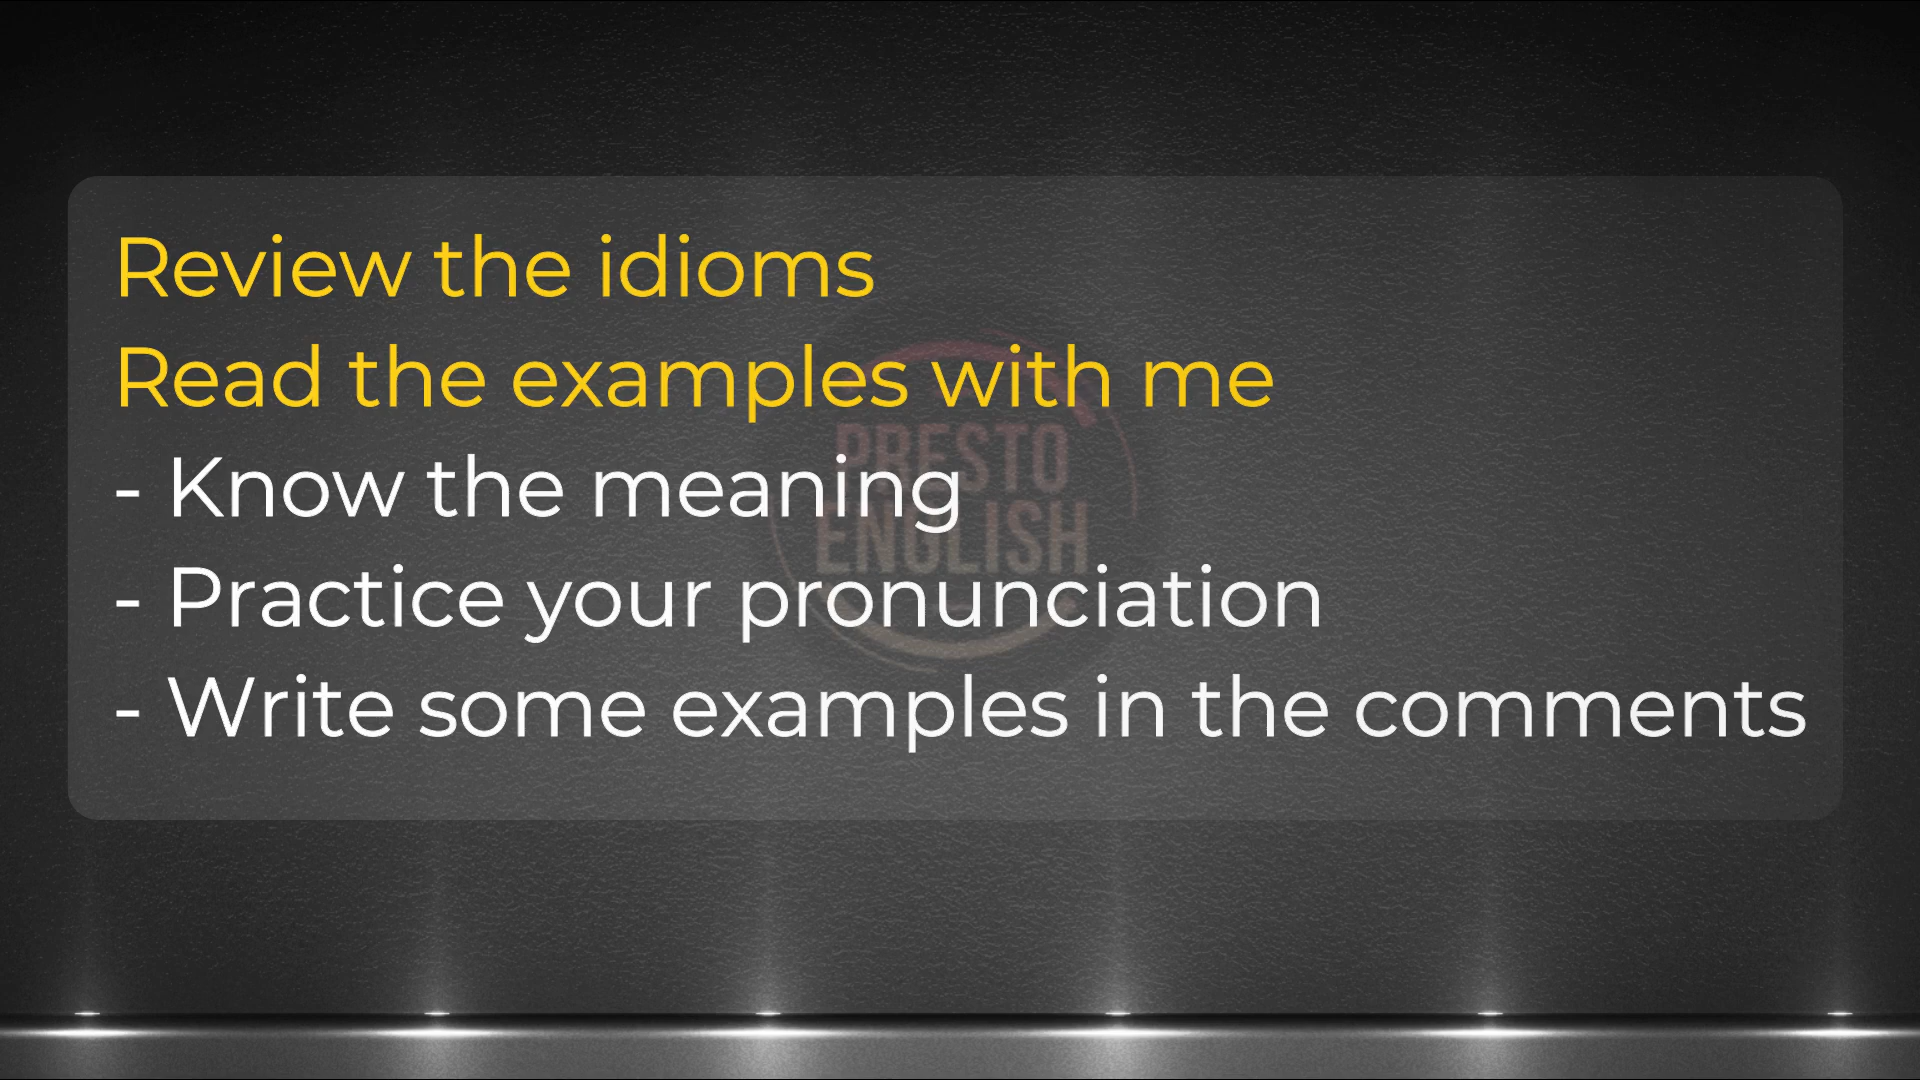 Review the idioms
Read the examples with me
- Know the meaning
- Practice your pronunciation
- Write some examples in the comments
PRESTO
ENGLISH